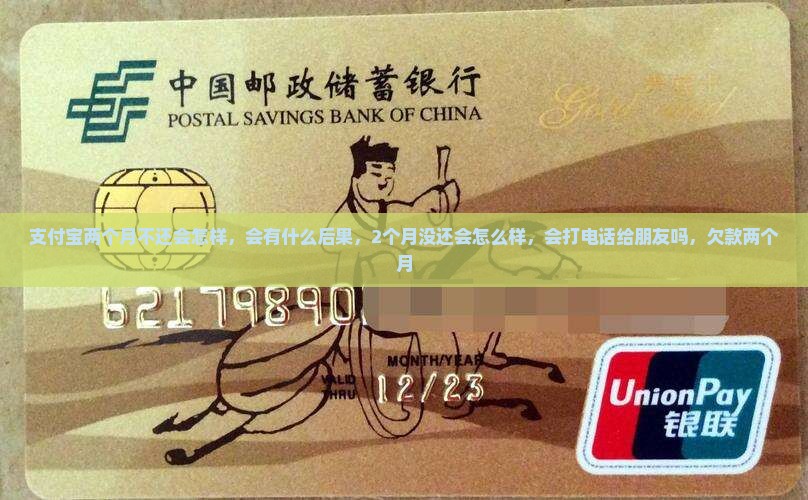 中国邮政储蓄银行
POSTAL SAVINGS BANK OF CHINA
支付宝两个月不还会怎样，会有什么后果，2个月没还会怎么样，会打电话给朋友吗，欠款两个
月
62179890
MONTH/YEAR
VALID
THRU
12/23
UnionPay
银联